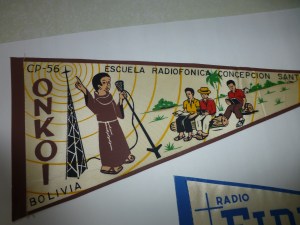 CP-56
ESCUELA RADIOFONICA CONCEPCION SANT
ONKOI
BOLIVIA
RADIO